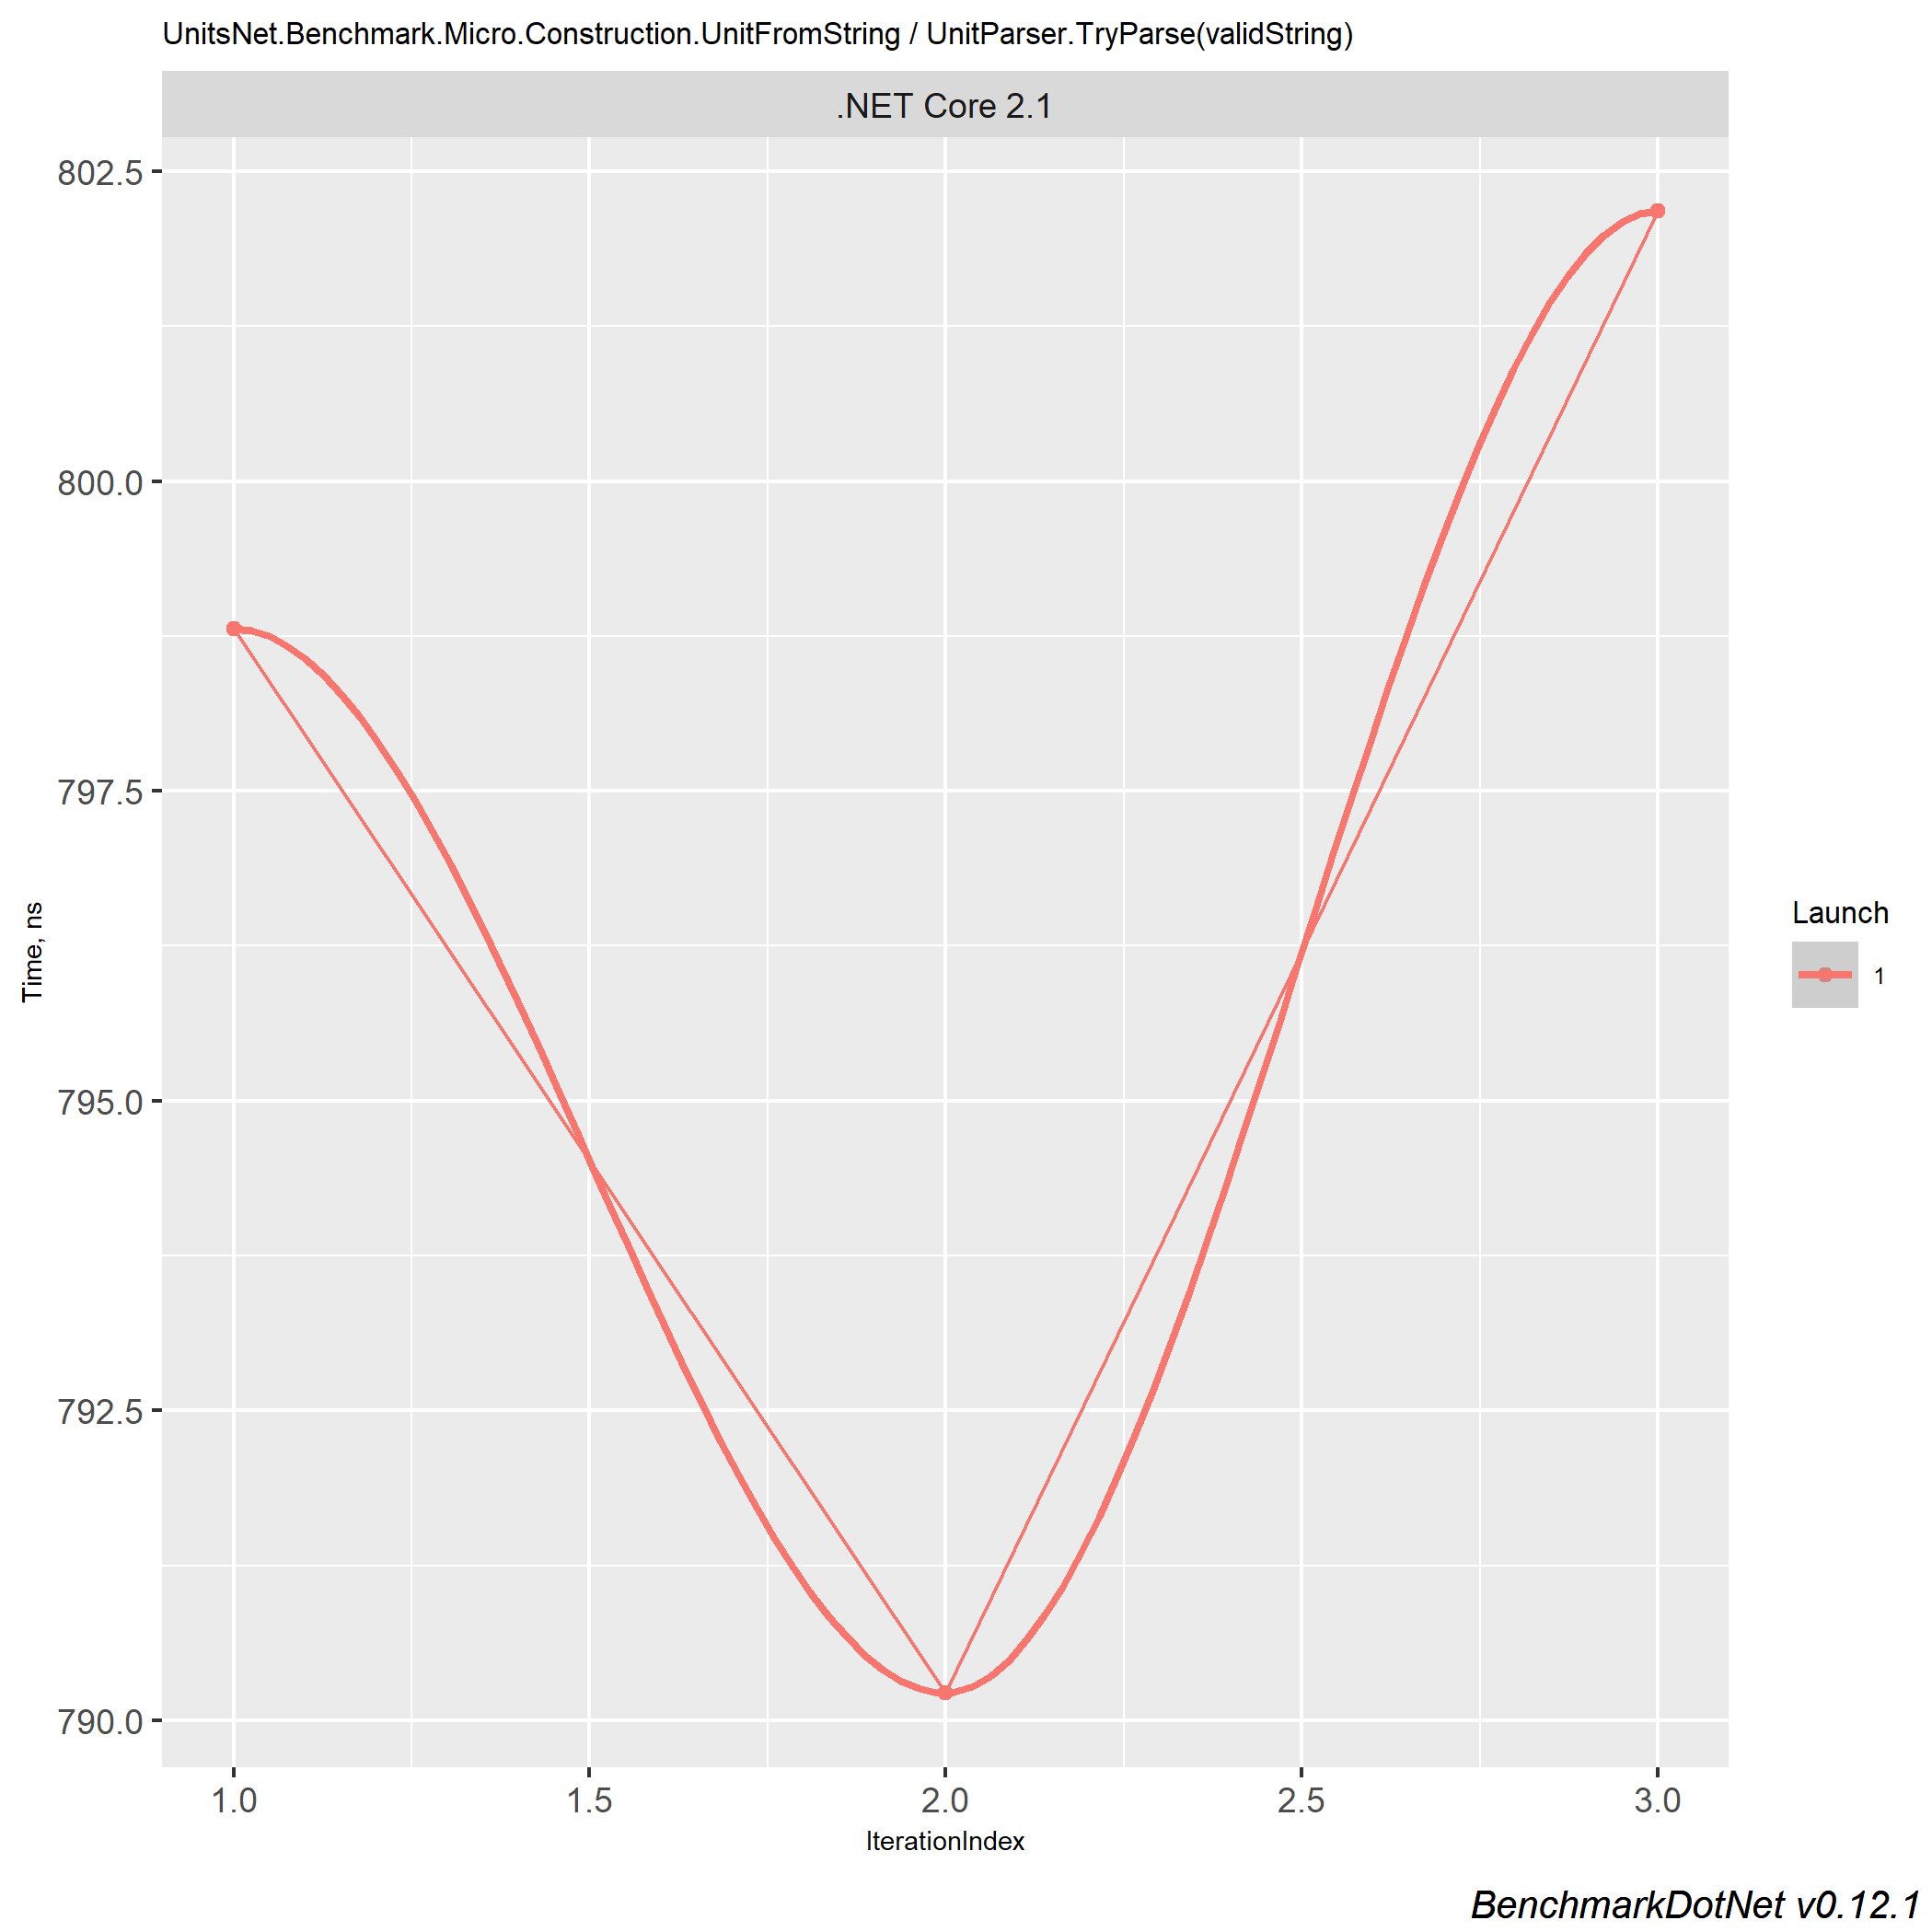 UnitsNet.Benchmark.Micro.Construction.UnitFromString / UnitParser.TryParse(validString)
.NET Core 2.1
802.5
800.0
797.5
795.0
792.5
790.0
Time, ns
1.0 1.5 2.0 2.5 3.0
IterationIndex
Launch
1
BenchmarkDotNet v0.12.1